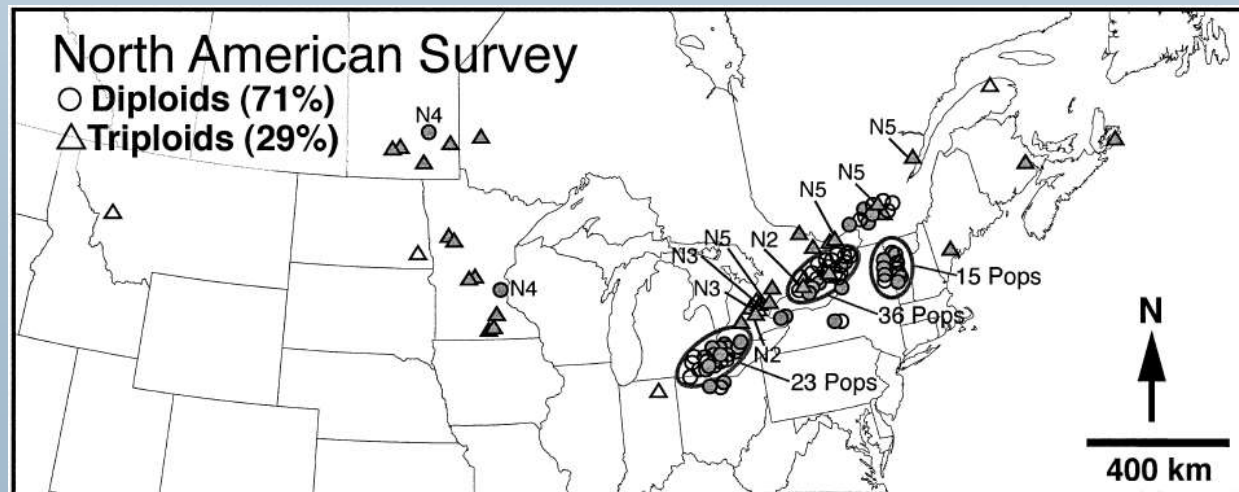 North American Survey
Diploids (71%)
Triploids (29%)
N4
N5
N5
N5
N2
N5
N3
N3
N4
15 Pops
36 Pops
N2
23 Pops
N
400 km